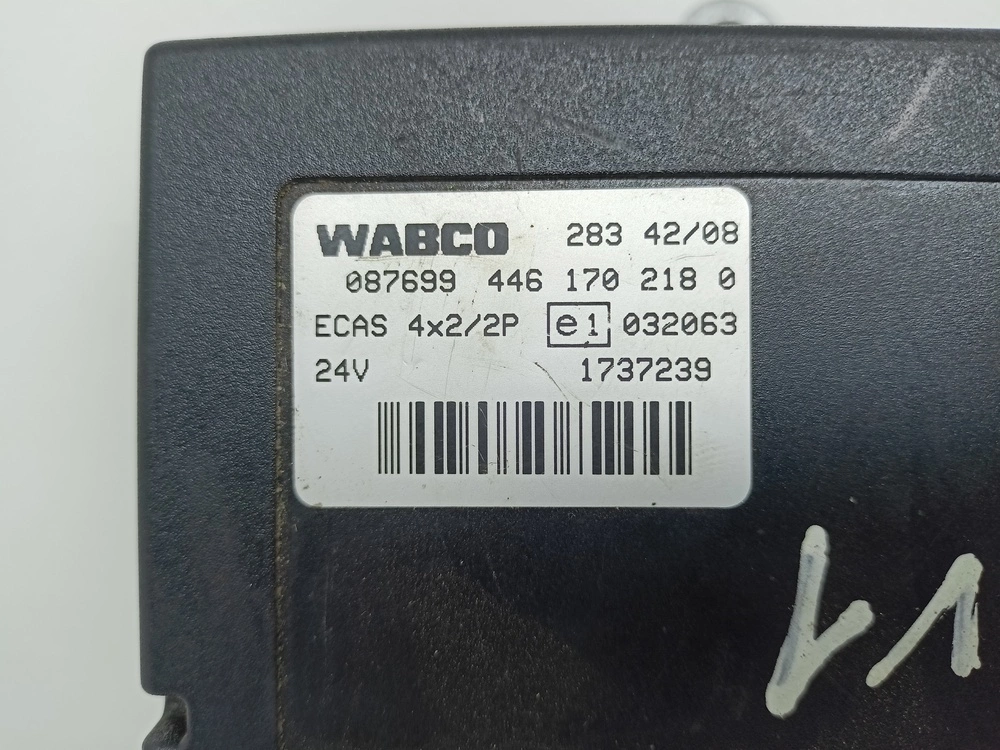 WABCO 283 42/08
087699 446 170 218 0
ECAS 4x2/2P e1 032063
24V 1737239